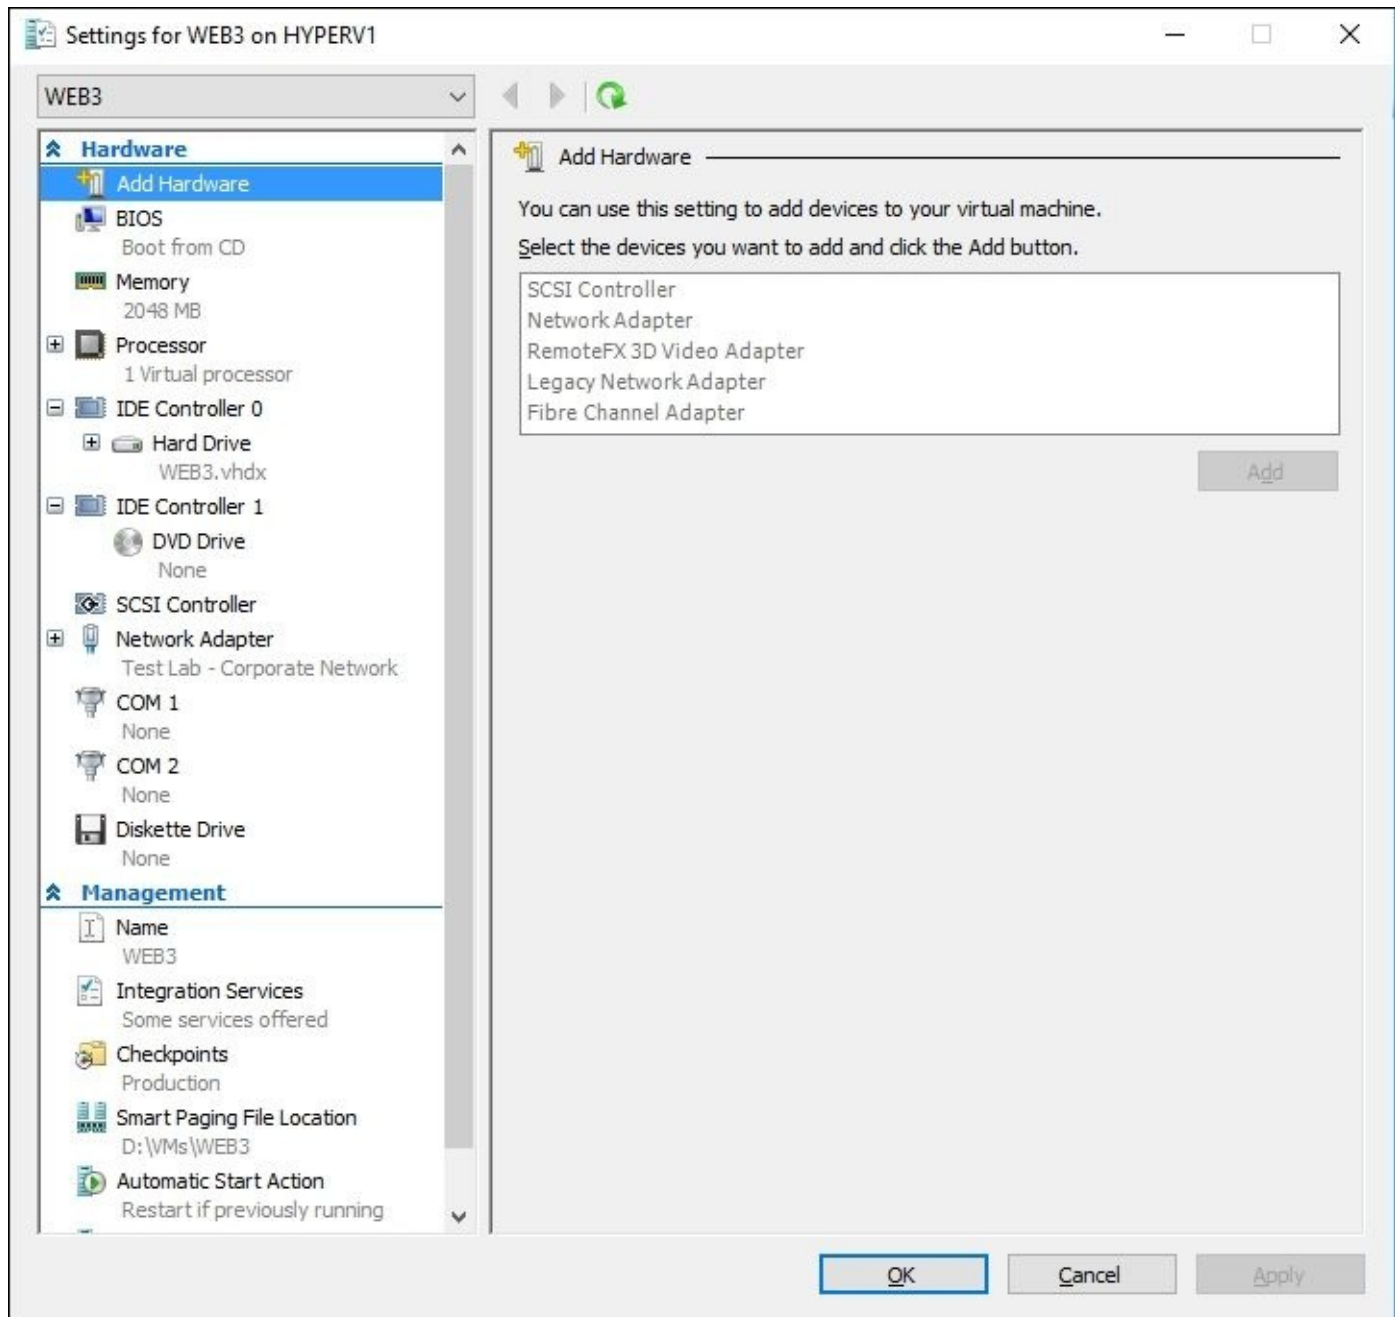 Settings for WEB3 on HYPERV1
WEB3
Hardware
Add Hardware
BIOS
Boot from CD
Memory
2048 MB
Processor
1 Virtual processor
IDE Controller 0
Hard Drive
WEB3.vhdx
IDE Controller 1
DVD Drive
None
SCSI Controller
Network Adapter
Test Lab - Corporate Network
COM 1
None
COM 2
None
Diskette Drive
None
Management
Name
WEB3
Integration Services
Some services offered
Checkpoints
Production
Smart Paging File Location
D:\VMs\WEB3
Automatic Start Action
Restart if previously running
Add Hardware
You can use this setting to add devices to your virtual machine.
Select the devices you want to add and click the Add button.
SCSI Controller
Network Adapter
RemoteFX 3D Video Adapter
Legacy Network Adapter
Fibre Channel Adapter
Add
OK
Cancel
Apply